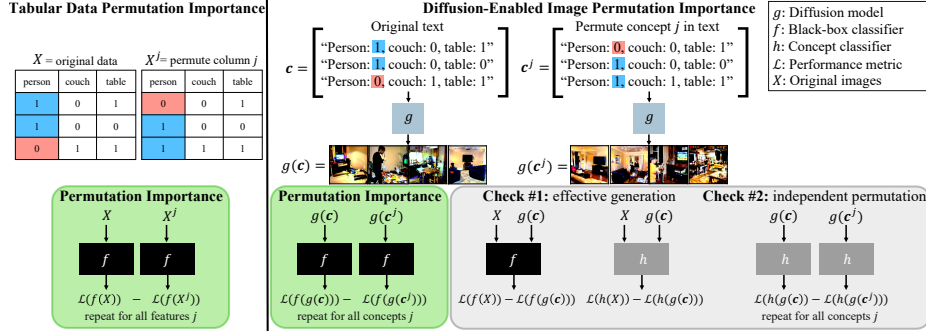 Tabular Data Permutation Importance
X = original data
X^j = permute column j
person couch table
1 0 1
1 0 0
0 1 1
person couch table
0 0 1
1 0 0
1 1 1
Permutation Importance
X X^j
f f
ℒ(f(X)) − ℒ(f(X^j))
repeat for all features j
Diffusion-Enabled Image Permutation Importance
Original text
c =
“Person: 1, couch: 0, table: 1”
“Person: 1, couch: 0, table: 0”
“Person: 0, couch: 1, table: 1”
g
g(c) =
Permute concept j in text
c^j =
“Person: 0, couch: 0, table: 1”
“Person: 1, couch: 0, table: 0”
“Person: 1, couch: 1, table: 1”
g
g(c^j) =
g: Diffusion model
f: Black-box classifier
h: Concept classifier
ℒ: Performance metric
X: Original images
Permutation Importance
g(c) g(c^j)
f f
ℒ(f(g(c))) − ℒ(f(g(c^j)))
repeat for all concepts j
Check #1: effective generation
X g(c)
f
ℒ(f(X)) − ℒ(f(g(c)))
X g(c)
h
ℒ(h(X)) − ℒ(h(g(c)))
Check #2: independent permutation
g(c) g(c^j)
h h
ℒ(h(g(c)) − ℒ(h(g(c^j)))
repeat for all concepts j